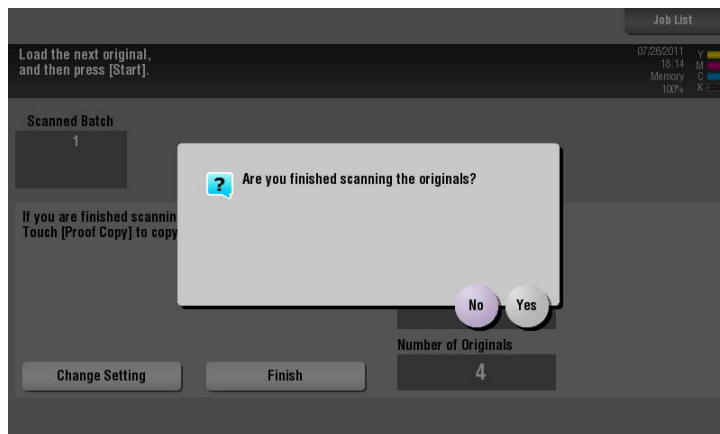 Job List
Load the next original,
and then press [Start].
07/26/2011
18:14
Memory
100%
Y
M
C
K
Scanned Batch
1
Are you finished scanning the originals?
If you are finished scannin
Touch [Proof Copy] to copy
No
Yes
Number of Originals
4
Change Setting
Finish